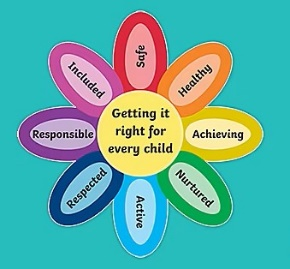 Getting it
right for
every child
Safe
Healthy
Achieving
Nurtured
Active
Respected
Responsible
Included